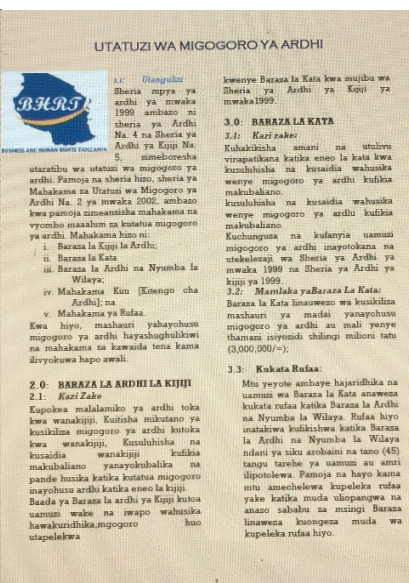 UTATUZI WA MIGOGORO YA ARDHI
BHRT
BUSINESS AND HUMAN RIGHTS TANZANIA
1.1: Utangulizi
Sheria mpya ya
ardhi ya mwaka
1999 ambazo ni
sheria ya Ardhi
Na. 4 na Sheria ya
Ardhi ya Kijiji Na:
5, zimeboresha
utaratibu wa utatuzi wa migogoro ya
ardhi. Pamoja na sheria hizo, sheria ya
Mahakama za Utatuzi wa Migogoro ya
Ardhi Na. 2 ya mwaka 2002, ambazo
kwa pamoja zimeanzisha mahakama na
vyombo maaalum za kutatua migogoro
ya ardhi. Mahakama hizo ni:
i. Baraza la Kijiji la Ardhi;
ii. Baraza la Kata
iii. Baraza la Ardhi na Nyumba la
Wilaya;
iv. Mahakama Kuu [Kitengo cha
Ardhi]; na
v. Mahakama ya Rufaa.
Kwa hiyo, mashauri yahayohusu
migogoro ya ardhi hayashughulikiwi
na mahakama za kawaida tena kama
ilivyokuwa hapo awali.
2.0: BARAZA LA ARDHI LA KIJIJI
2.1: Kazi Zake
Kupokea malalamiko ya ardhi toka
kwa wanakijiji, Kuitisha mikutano ya
kusikiliza migogoro ya ardhi kutoka
kwa wanakijiji, Kusuluhisha na
kusaidia wanakijiji kufikia
makubaliano yanayokubalika na
pande husika katika kutatua migogoro
inayohusu ardhi katika eneo la kijiji.
Baada ya Baraza la ardhi ya Kijiji kutoa
uamuzi wake na iwapo wahusika
hawakuridhika,mgogoro huo
utapelekwa
kwenye Baraza la Kata kwa mujibu wa
Sheria ya Ardhi ya Kijiji ya
mwaka1999.
3.0: BARAZA LA KATA
3.1: Kazi zake:
Kuhakikisha amani na utulivu
vinapatikana katika eneo la kata kwa
kusuluhisha na kusaidia wahusika
wenye migogoro ya ardhi kufikia
makubaliano.
kusuluhisha na kusaidia wahusika
wenye migogoro ya ardhi kufikia
makubaliano.
Kuchunguza na kufanyia uamuzi
migogoro ya ardhi inayotokana na
utekelezaji wa Sheria ya Ardhi ya
mwaka 1999 na Sheria ya Ardhi ya
kijiji ya 1999.
3.2: Mamlaka yaBaraza La Kata:
Baraza la Kata linauwezo wa kusikiliza
mashauri ya madai yanayohusu
migogoro ya ardhi au mali yenye
thamani isiyozidi shilingi milioni tatu
(3,000,000/=);
3.3: Kukata Rufaa:
Mtu yeyote ambaye hajaridhika na
uamuzi wa Baraza la Kata anaweza
kukata rufaa katika Baraza la Ardhi
na Nyumba la Wilaya. Rufaa hiyo
inatakiwa kufikishwa katika Baraza
la Ardhi na Nyumba la Wilaya
ndani ya siku arobaini na tano (45)
tangu tarehe ya uamuzi au amri
ilipotolewa. Pamoja na hayo kama
mtu amechelewa kupeleka rufaa
yake katika muda uliopangwa na
anazo sababu za msingi Baraza
linaweza kuongeza muda wa
kupeleka rufaa hiyo.
1